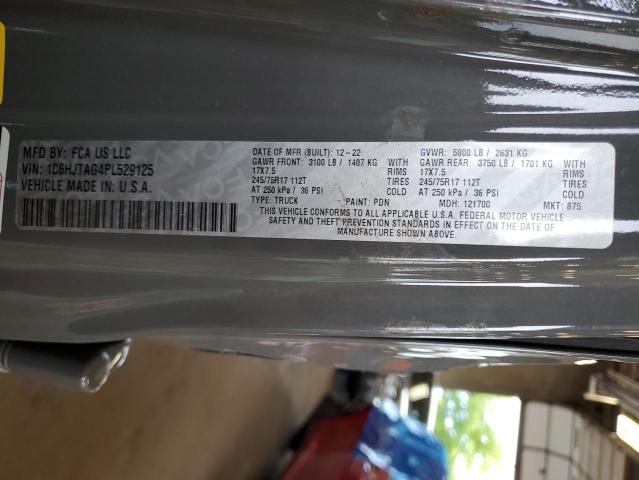 MFD BY: FCA US LLC
VIN: 1C6HJTAG4PL529125
VEHICLE MADE IN U.S.A.
DATE OF MFR (BUILT): 12-22 GVWR: 5800 LB / 2631 KG
GAWR FRONT: 3100 LB / 1407 KG WITH GAWR REAR: 3750 LB / 1701 KG WITH
17X7.5 RIMS 17X7.5 RIMS
245/75R17 112T TIRES 245/75R17 112T TIRES
AT 250 kPa / 36 PSI COLD AT 250 kPa / 36 PSI COLD
TYPE: TRUCK PAINT: PDN MDH: 121700 MKT: 875
THIS VEHICLE CONFORMS TO ALL APPLICABLE U.S.A. FEDERAL MOTOR VEHICLE
SAFETY AND THEFT PREVENTION STANDARDS IN EFFECT ON THE DATE OF
MANUFACTURE SHOWN ABOVE.